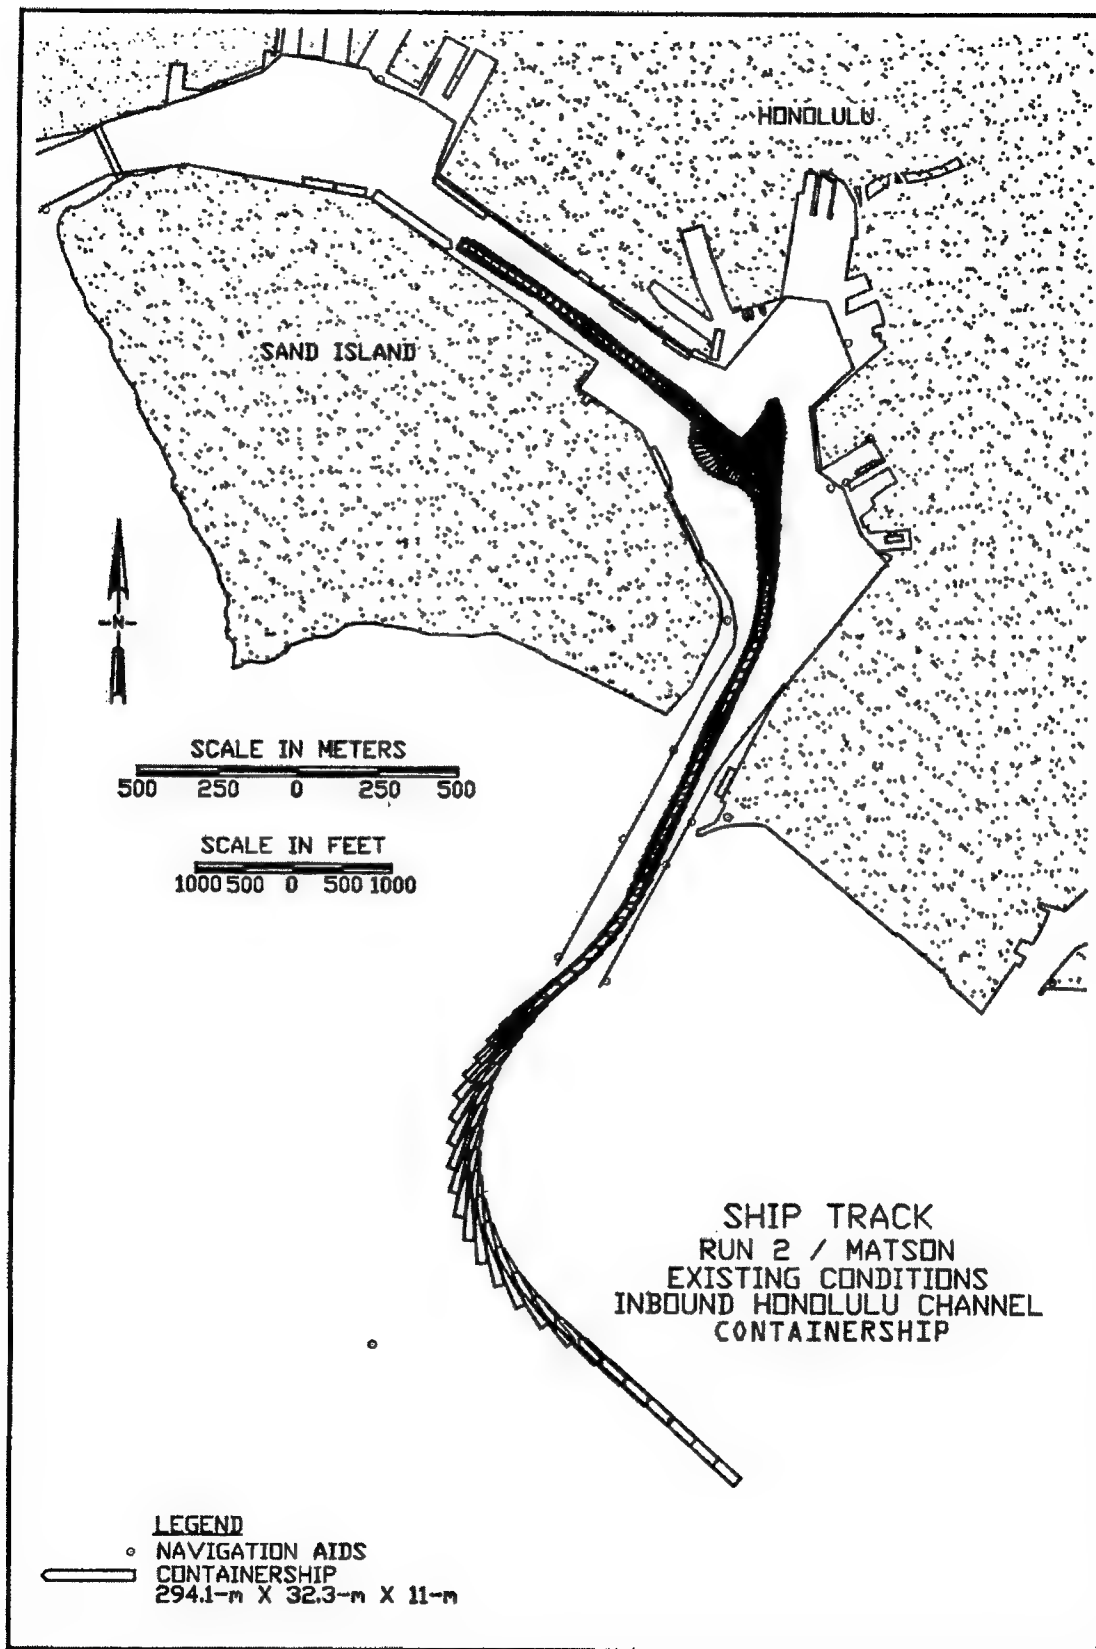 HONOLULU
SAND ISLAND
N
SCALE IN METERS
500 250 0 250 500
SCALE IN FEET
1000 500 0 500 1000
SHIP TRACK
RUN 2 / MATSON
EXISTING CONDITIONS
INBOUND HONOLULU CHANNEL
CONTAINERSHIP
LEGEND
NAVIGATION AIDS
CONTAINERSHIP
294.1-m X 32.3-m X 11-m